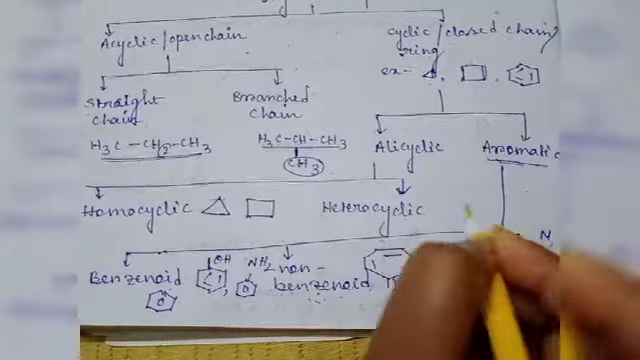 Acyclic/openchain
cyclic/closed chain/
ring
ex-
Straight
chain
Branched
chain
H3C-CH2-CH3
H3C-CH-CH3
CH3
Alicyclic
Aromatic
Homocyclic
Heterocyclic
N
Benzenoid
OH
NH2
non-
benzenoid